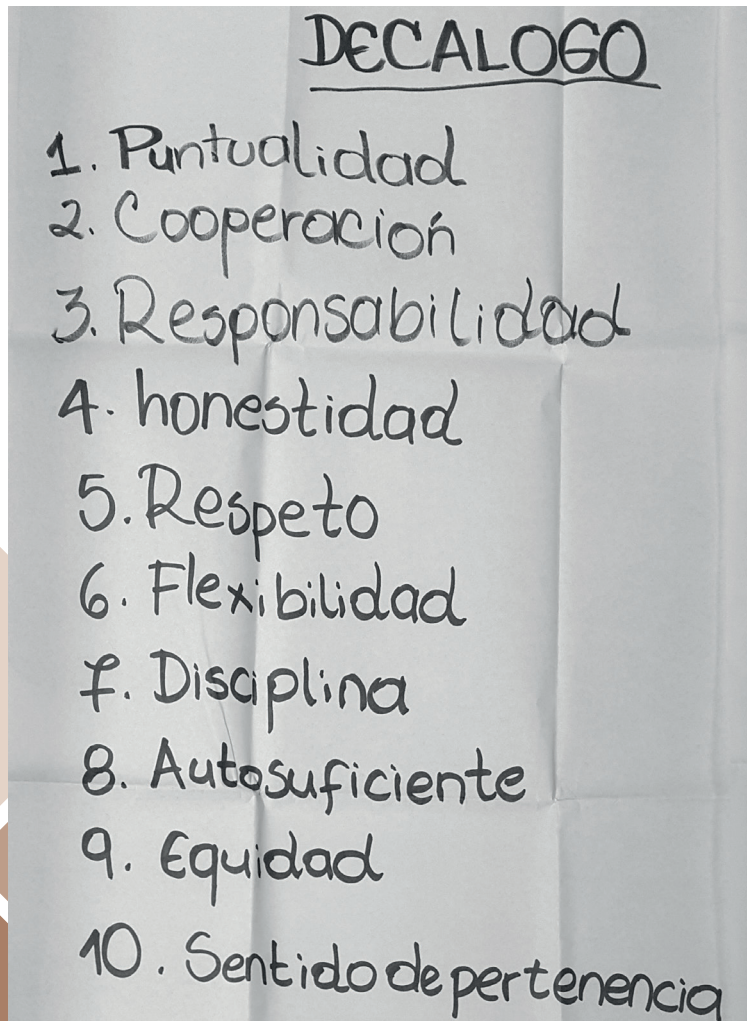 DECALOGO
1. Puntualidad
2. Cooperación
3. Responsabilidad
4. honestidad
5. Respeto
6. Flexibilidad
7. Disciplina
8. Autosuficiente
9. Equidad
10. Sentido de pertenencia